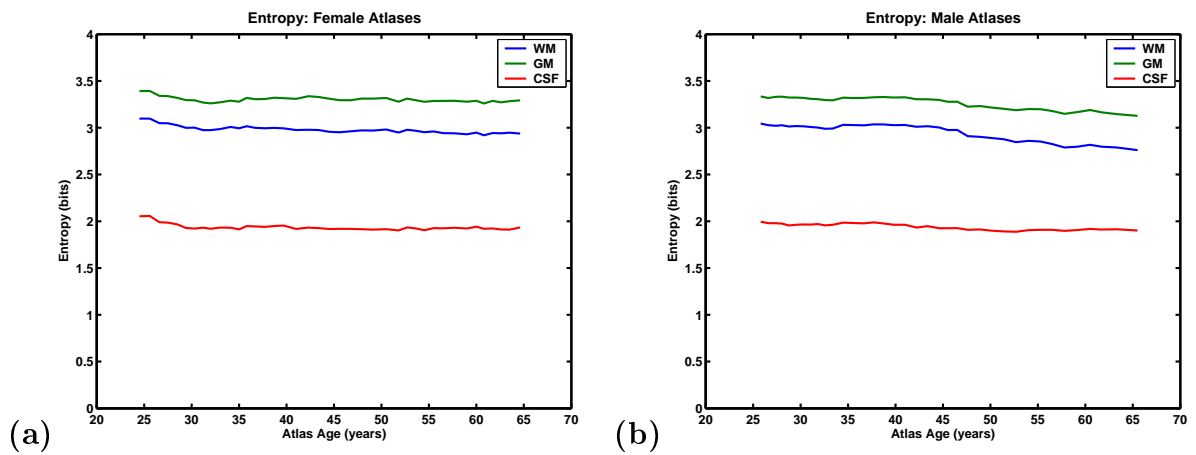 Entropy: Female Atlases
4
3.5
3
2.5
2
1.5
1
0.5
0
Entropy (bits)
WM
GM
CSF
20 25 30 35 40 45 50 55 60 65 70
Atlas Age (years)
(a)
Entropy: Male Atlases
4
3.5
3
2.5
2
1.5
1
0.5
0
Entropy (bits)
WM
GM
CSF
20 25 30 35 40 45 50 55 60 65 70
Atlas Age (years)
(b)